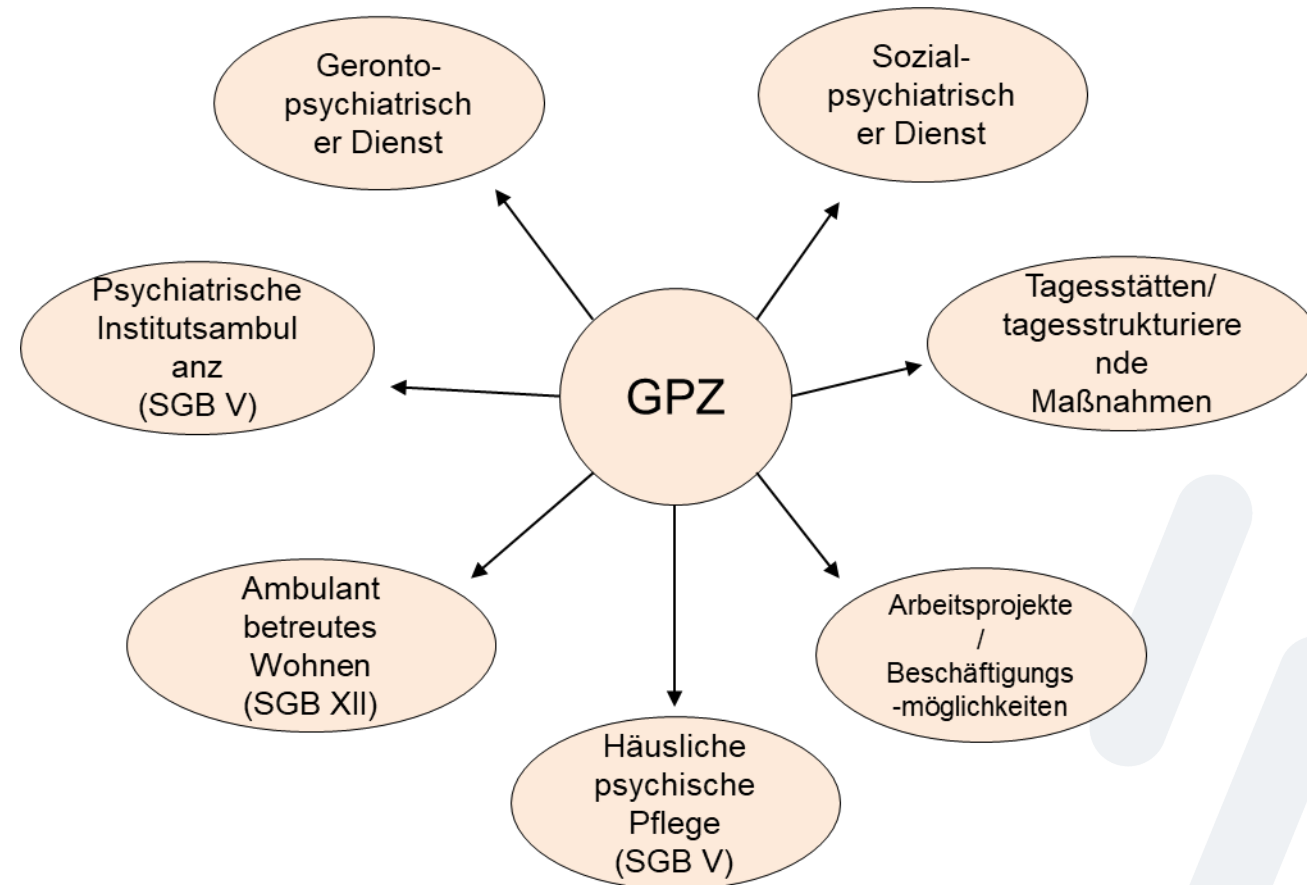 Geronto-
psychiatrisch
er Dienst
Sozial-
psychiatrisch
er Dienst
Psychiatrische
Institutsambul
anz
(SGB V)
GPZ
Tagesstätten/
tagesstrukturiere
nde
Maßnahmen
Ambulant
betreutes
Wohnen
(SGB XII)
Arbeitsprojekte
/
Beschäftigungs
-möglichkeiten
Häusliche
psychische
Pflege
(SGB V)